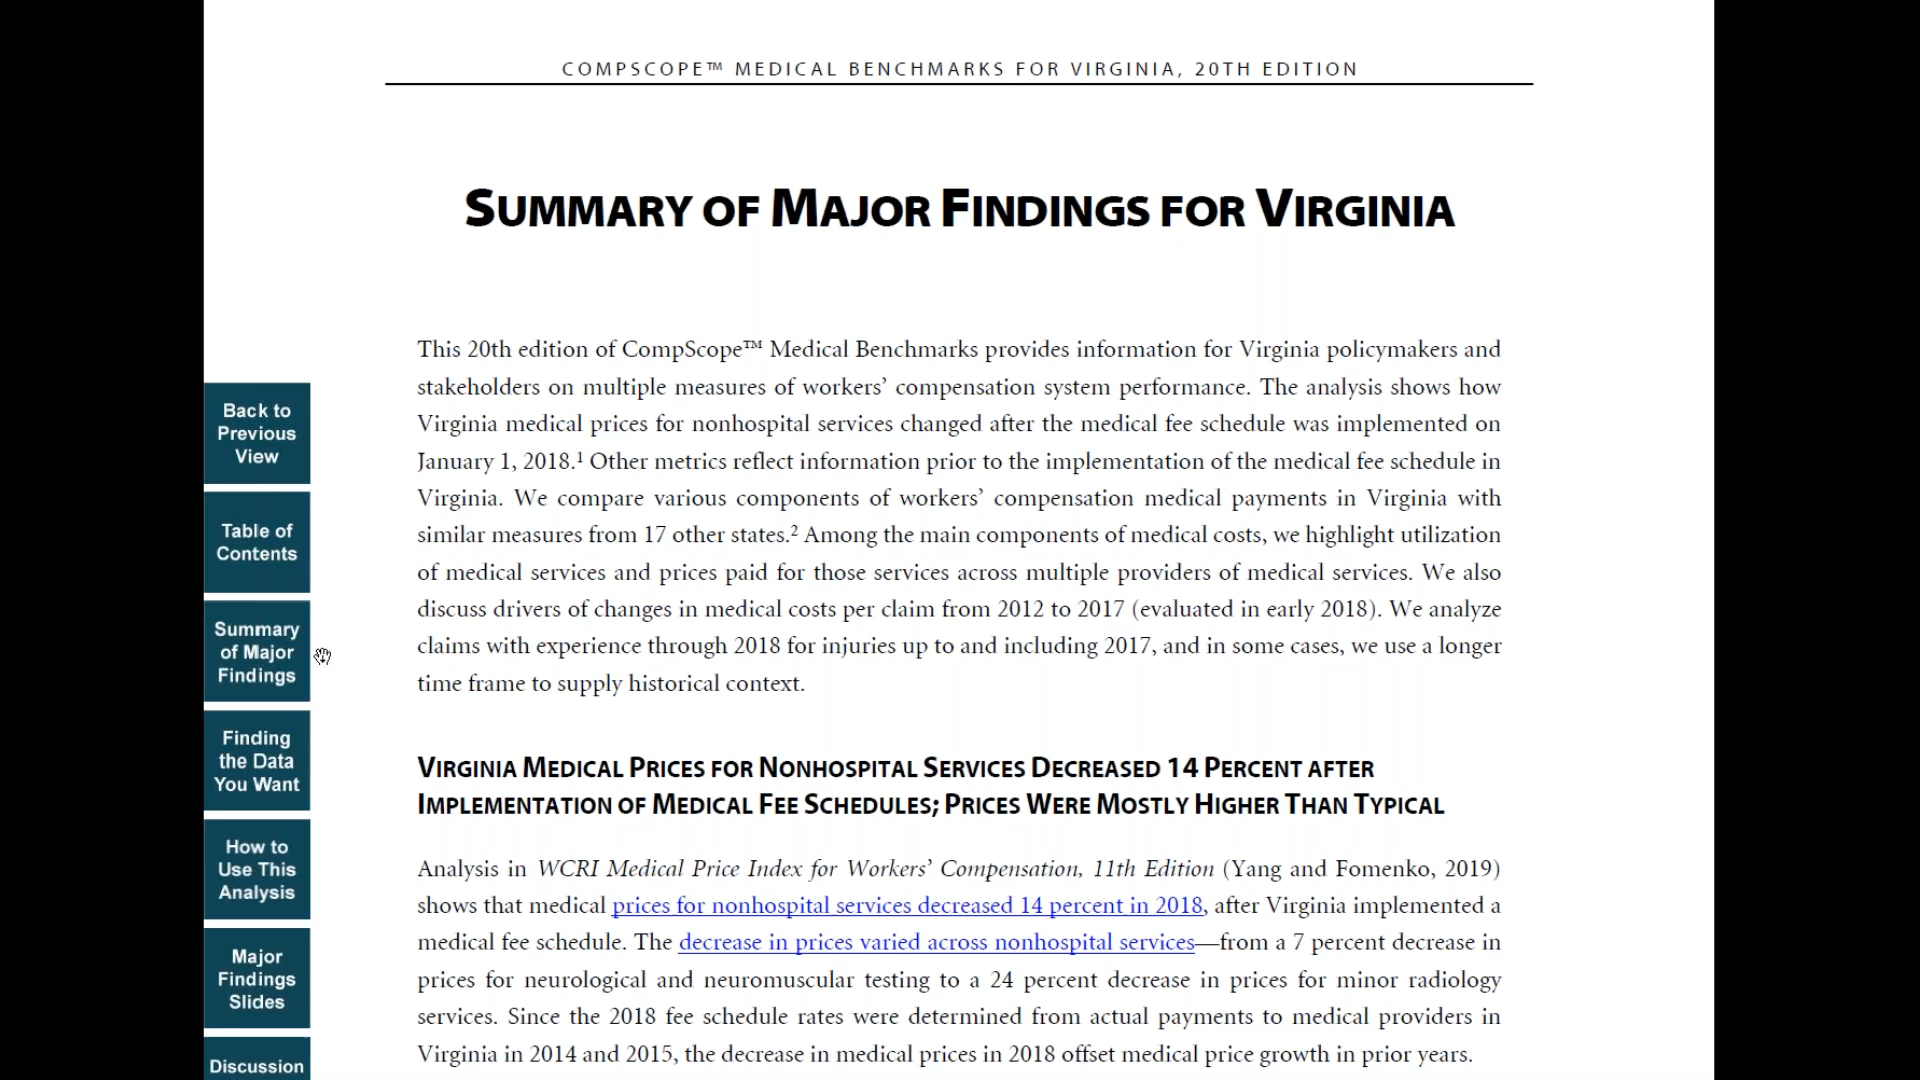 COMPSCOPE™ MEDICAL BENCHMARKS FOR VIRGINIA, 20TH EDITION
SUMMARY OF MAJOR FINDINGS FOR VIRGINIA
This 20th edition of CompScope™ Medical Benchmarks provides information for Virginia policymakers and
stakeholders on multiple measures of workers’ compensation system performance. The analysis shows how
Virginia medical prices for nonhospital services changed after the medical fee schedule was implemented on
January 1, 2018.¹ Other metrics reflect information prior to the implementation of the medical fee schedule in
Virginia. We compare various components of workers’ compensation medical payments in Virginia with
similar measures from 17 other states.² Among the main components of medical costs, we highlight utilization
of medical services and prices paid for those services across multiple providers of medical services. We also
discuss drivers of changes in medical costs per claim from 2012 to 2017 (evaluated in early 2018). We analyze
claims with experience through 2018 for injuries up to and including 2017, and in some cases, we use a longer
time frame to supply historical context.
VIRGINIA MEDICAL PRICES FOR NONHOSPITAL SERVICES DECREASED 14 PERCENT AFTER
IMPLEMENTATION OF MEDICAL FEE SCHEDULES; PRICES WERE MOSTLY HIGHER THAN TYPICAL
Analysis in WCRI Medical Price Index for Workers’ Compensation, 11th Edition (Yang and Fomenko, 2019)
shows that medical prices for nonhospital services decreased 14 percent in 2018, after Virginia implemented a
medical fee schedule. The decrease in prices varied across nonhospital services—from a 7 percent decrease in
prices for neurological and neuromuscular testing to a 24 percent decrease in prices for minor radiology
services. Since the 2018 fee schedule rates were determined from actual payments to medical providers in
Virginia in 2014 and 2015, the decrease in medical prices in 2018 offset medical price growth in prior years.
Back to
Previous
View
Table of
Contents
Summary
of Major
Findings
Finding
the Data
You Want
How to
Use This
Analysis
Major
Findings
Slides
Discussion